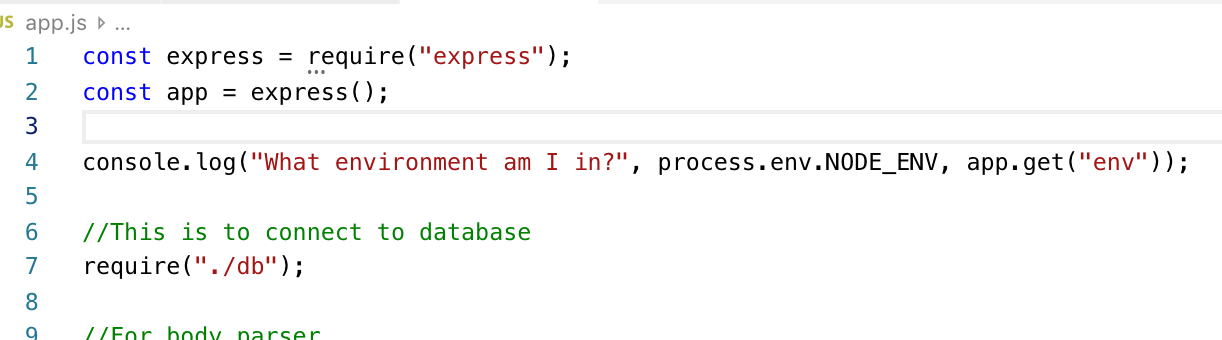 JS app.js ▷ ...
1 const express = require("express");
2 const app = express();
3
4 console.log("What environment am I in?", process.env.NODE_ENV, app.get("env"));
5
6 //This is to connect to database
7 require("./db");
8
9 //For body parser